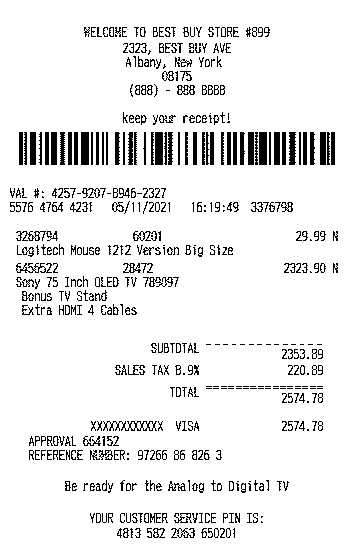 WELCOME TO BEST BUY STORE #899
2323, BEST BUY AVE
Albany, New York
08175
(888) - 888 8888
keep your receipt!
VAL #: 4257-9207-8946-2327
5576 4764 4231 05/11/2021 16:19:49 3376798
3268794 60201 29.99 N
Logitech Mouse 1212 Version Big Size
6456522 28472 2323.90 N
Sony 75 Inch OLED TV 789097
Bonus TV Stand
Extra HDMI 4 Cables
SUBTOTAL 2353.89
SALES TAX 8.9% 220.89
TOTAL 2574.78
XXXXXXXXXXXX VISA 2574.78
APPROVAL 664152
REFERENCE NUMBER: 97266 86 826 3
Be ready for the Analog to Digital TV
YOUR CUSTOMER SERVICE PIN IS:
4813 582 2063 650201